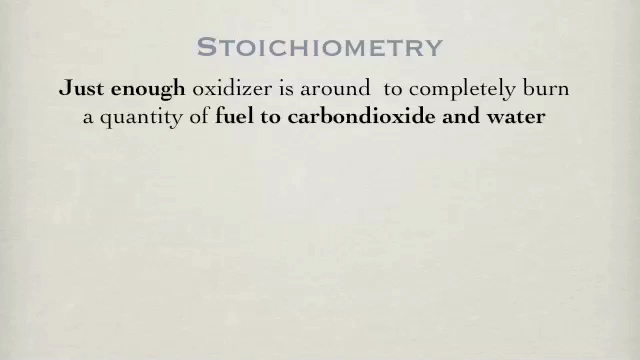 STOICHIOMETRY
Just enough oxidizer is around to completely burn
a quantity of fuel to carbondioxide and water